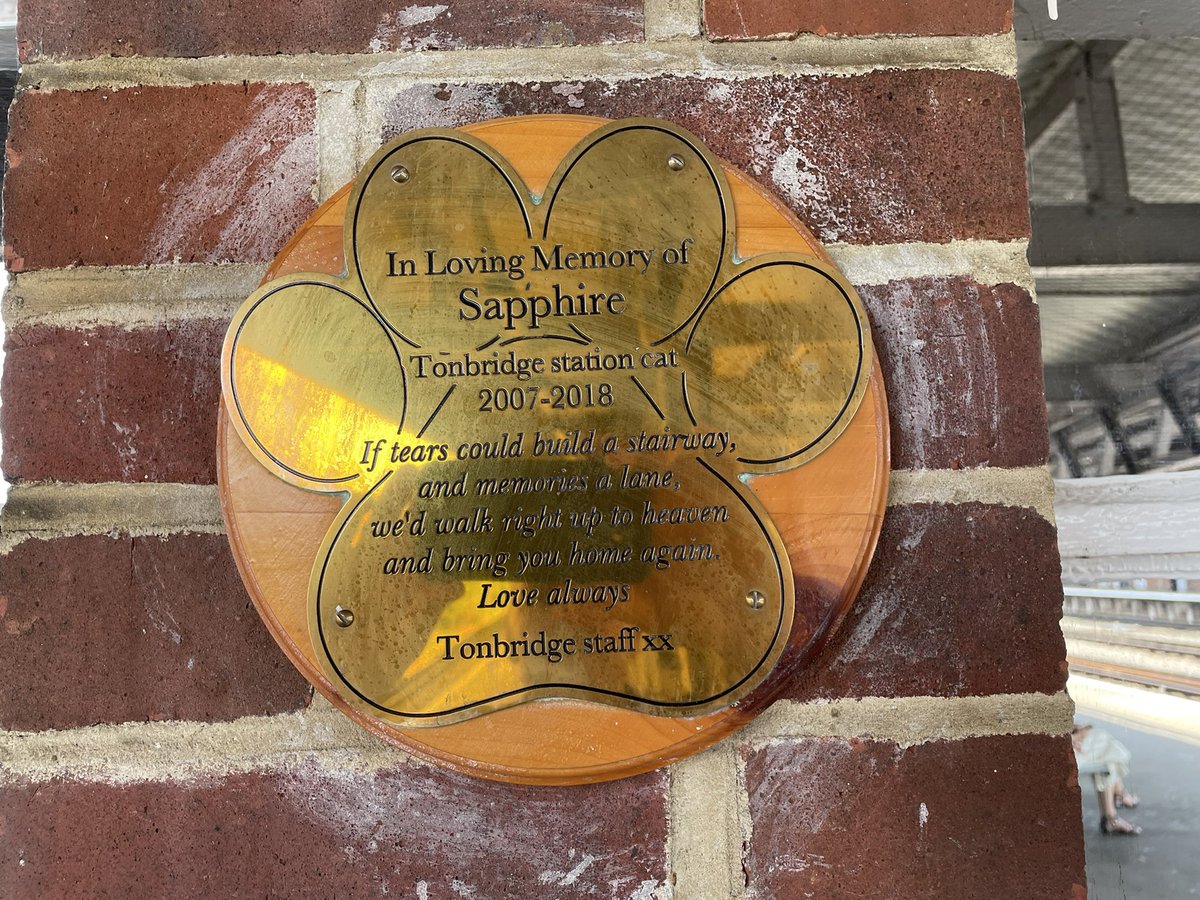 In Loving Memory of
Sapphire
Tonbridge station cat
2007-2018
If tears could build a stairway,
and memories a lane,
we'd walk right up to heaven
and bring you home again.
Love always
Tonbridge staff xx